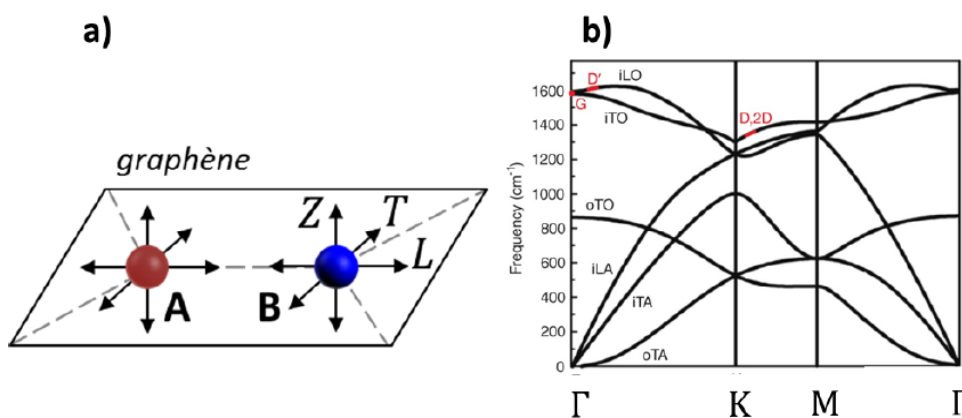 a)
graphène
Z
T
L
A
B
b)
Frequency (cm⁻¹)
1600
1400
1200
1000
800
600
400
200
0
D'
iLO
G
iTO
D,2D
oTO
iLA
iTA
oTA
Γ
K
M